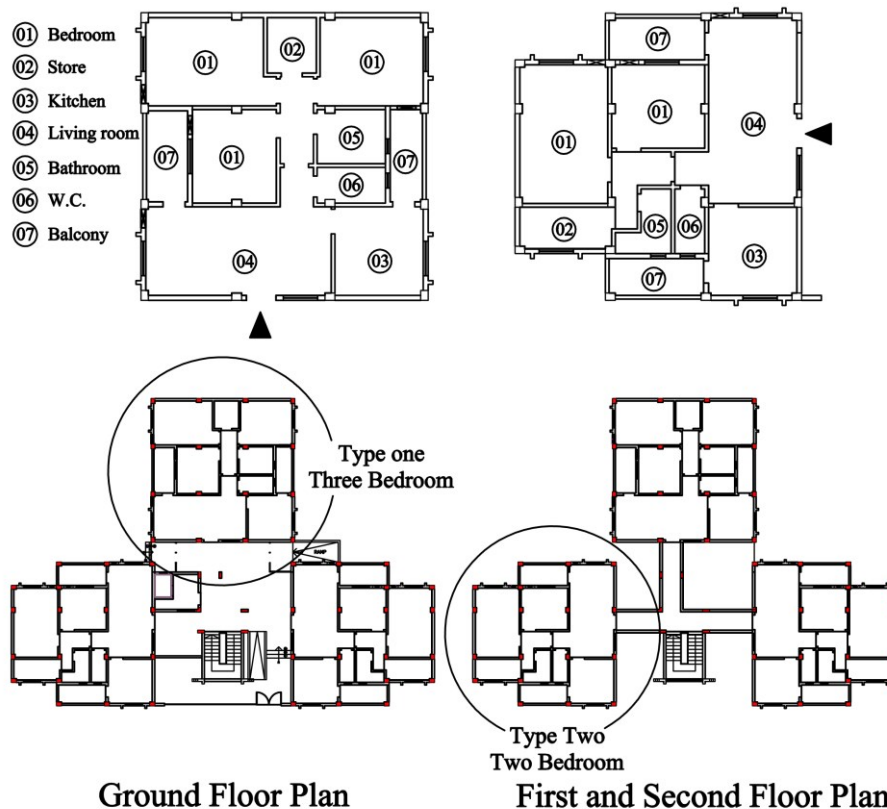 01 Bedroom
02 Store
03 Kitchen
04 Living room
05 Bathroom
06 W.C.
07 Balcony
01
02
01
07
01
05
07
06
04
03
07
01
01
04
02
05
06
03
07
Type one
Three Bedroom
Type Two
Two Bedroom
Ground Floor Plan
First and Second Floor Plan